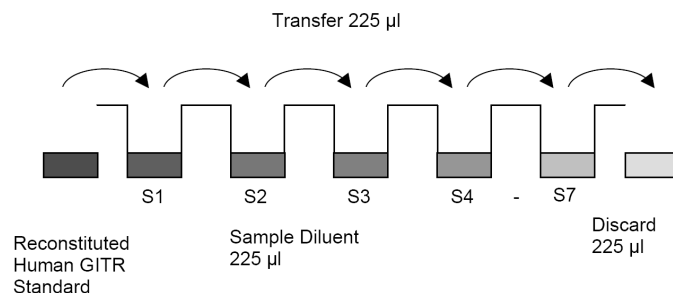 Transfer 225 µl
S1 S2 S3 S4 - S7
Reconstituted
Human GITR
Standard
Sample Diluent
225 µl
Discard
225 µl